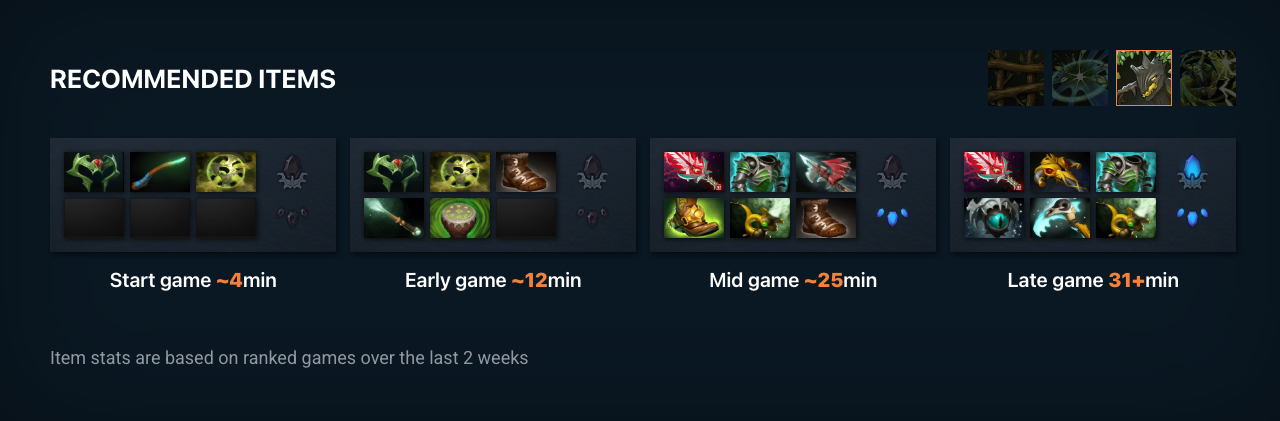 RECOMMENDED ITEMS
Start game ~4min
Early game ~12min
Mid game ~25min
Late game 31+min
Item stats are based on ranked games over the last 2 weeks